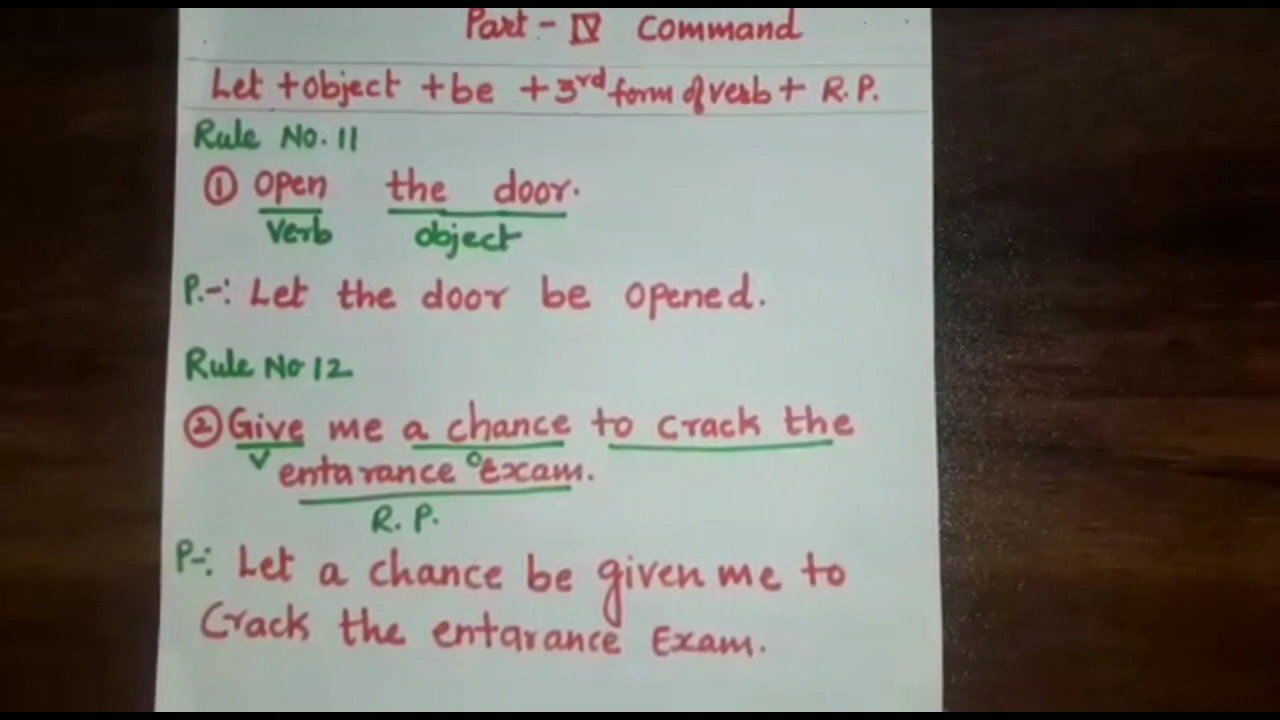 Part - IV Command
Let + object + be + 3rd form of verb + R.P.
Rule No. 11
① Open the door.
Verb object
P.-: Let the door be opened.
Rule No 12
② Give me a chance to crack the
V O
entarance Exam.
R. P.
P-: Let a chance be given me to
Crack the entarance Exam.